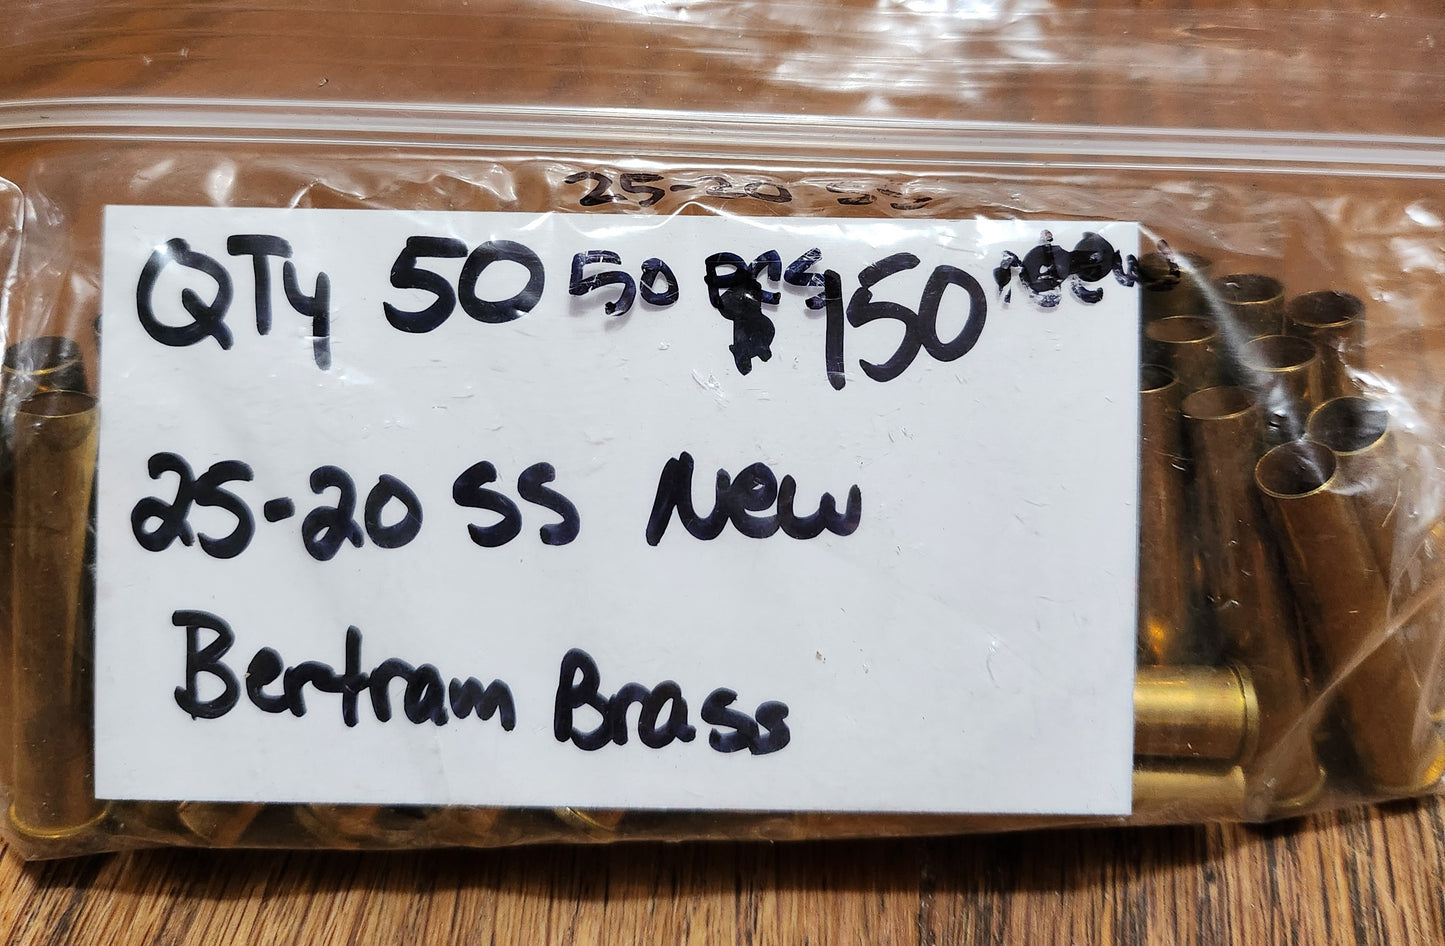 25-20 SS
QTy 50 50 pcs $150 new
25-20 SS New
Bertram Brass